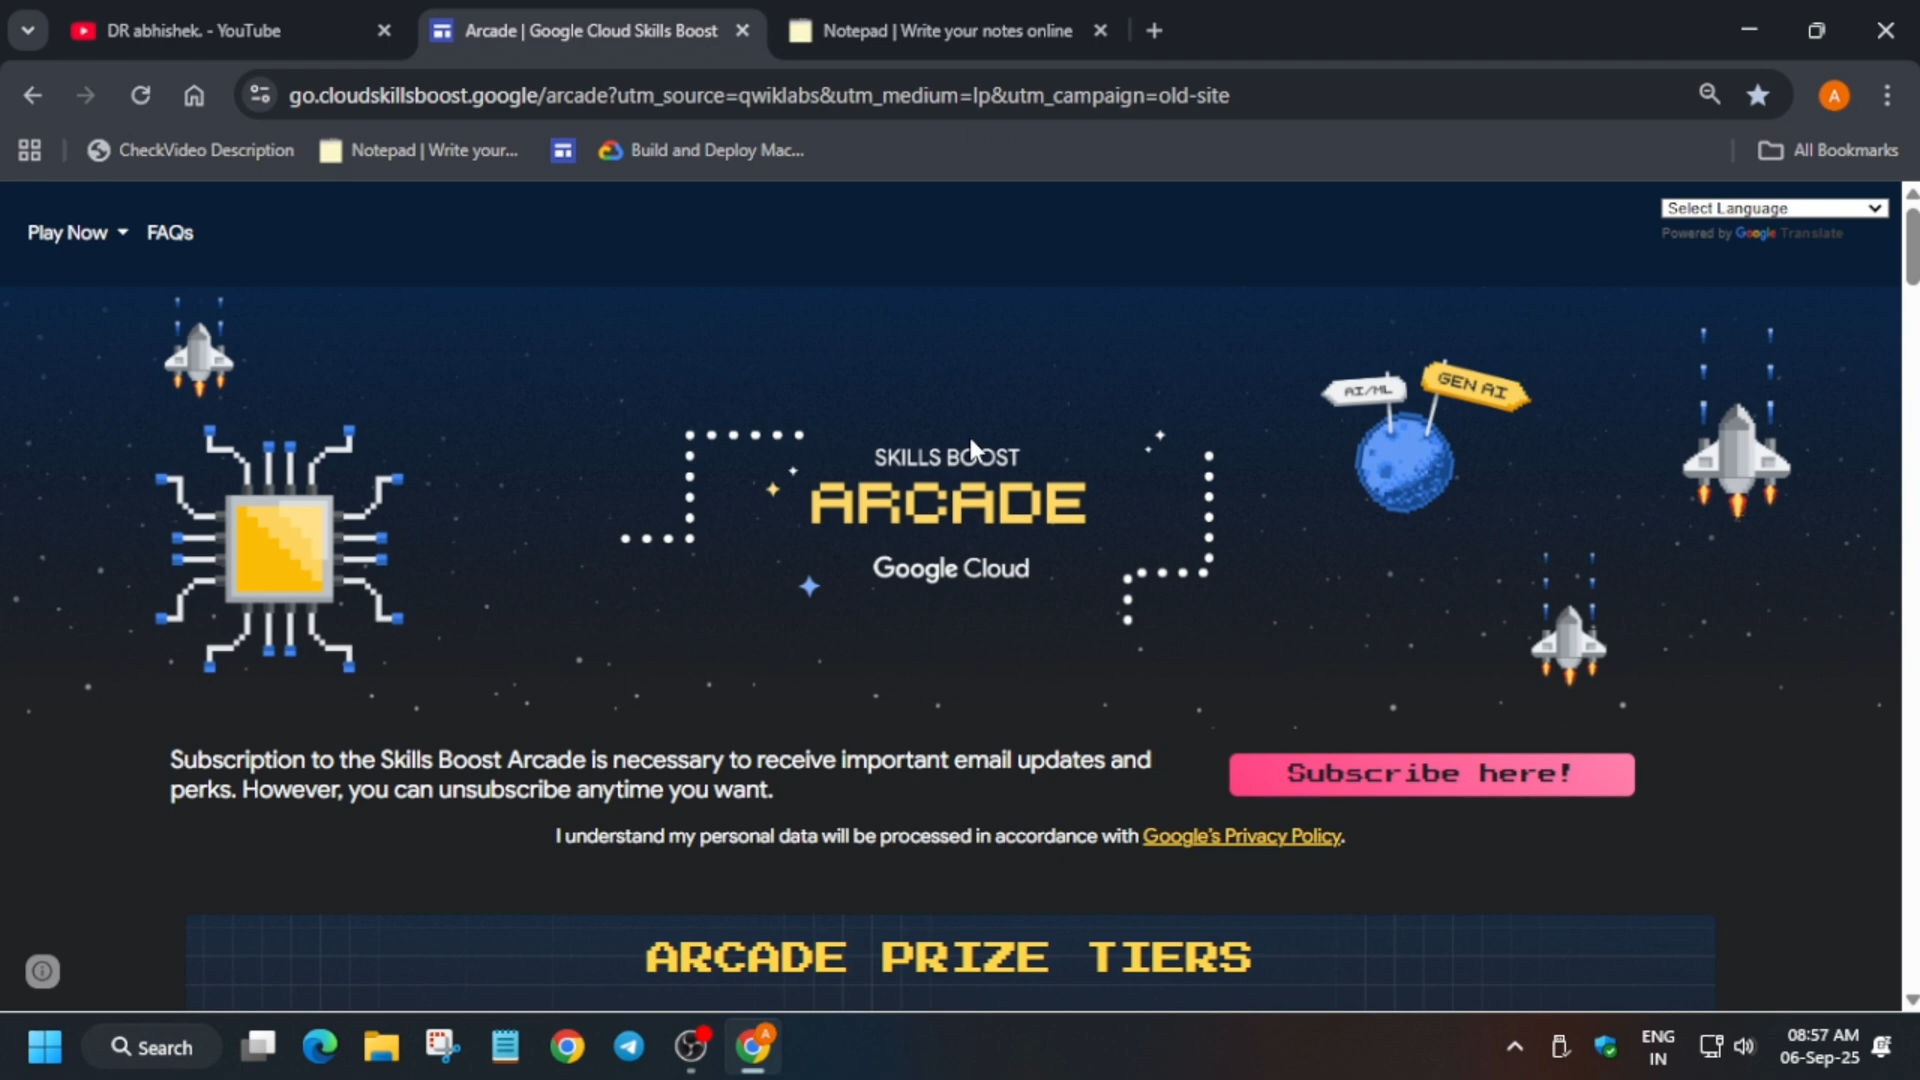 DR abhishek. - YouTube
Arcade | Google Cloud Skills Boost
Notepad | Write your notes online
go.cloudskillsboost.google/arcade?utm_source=qwiklabs&utm_medium=lp&utm_campaign=old-site
A
CheckVideo Description
Notepad | Write your...
Build and Deploy Mac...
All Bookmarks
Play Now
FAQs
Select Language
Powered by Google Translate
AI/ML
GEN AI
SKILLS BOOST
ARCADE
Google Cloud
Subscription to the Skills Boost Arcade is necessary to receive important email updates and
perks. However, you can unsubscribe anytime you want.
Subscribe here!
I understand my personal data will be processed in accordance with Google's Privacy Policy.
ARCADE PRIZE TIERS
Search
A
ENG
IN
08:57 AM
06-Sep-25